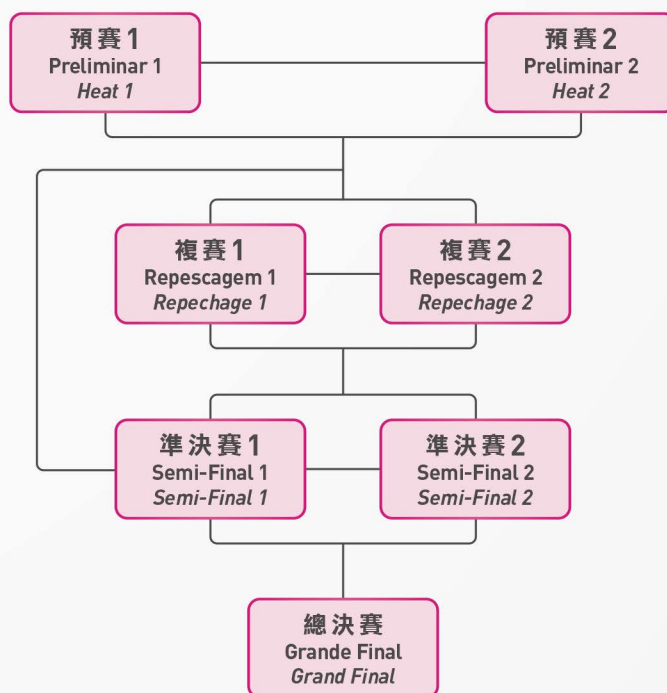 預賽1
Preliminar 1
Heat 1
預賽2
Preliminar 2
Heat 2
複賽1
Repescagem 1
Repechage 1
複賽2
Repescagem 2
Repechage 2
準決賽1
Semi-Final 1
Semi-Final 1
準決賽2
Semi-Final 2
Semi-Final 2
總決賽
Grande Final
Grand Final